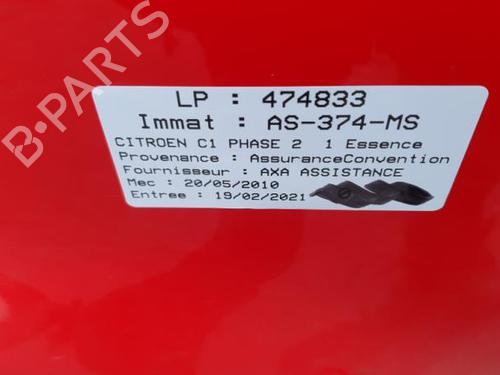 B-PARTS
LP : 474833
Immat : AS-374-MS
CITROEN C1 PHASE 2 1 Essence
Provenance : AssuranceConvention
Fournisseur : AXA ASSISTANCE
Mec : 20/05/2010
Entree : 19/02/2021